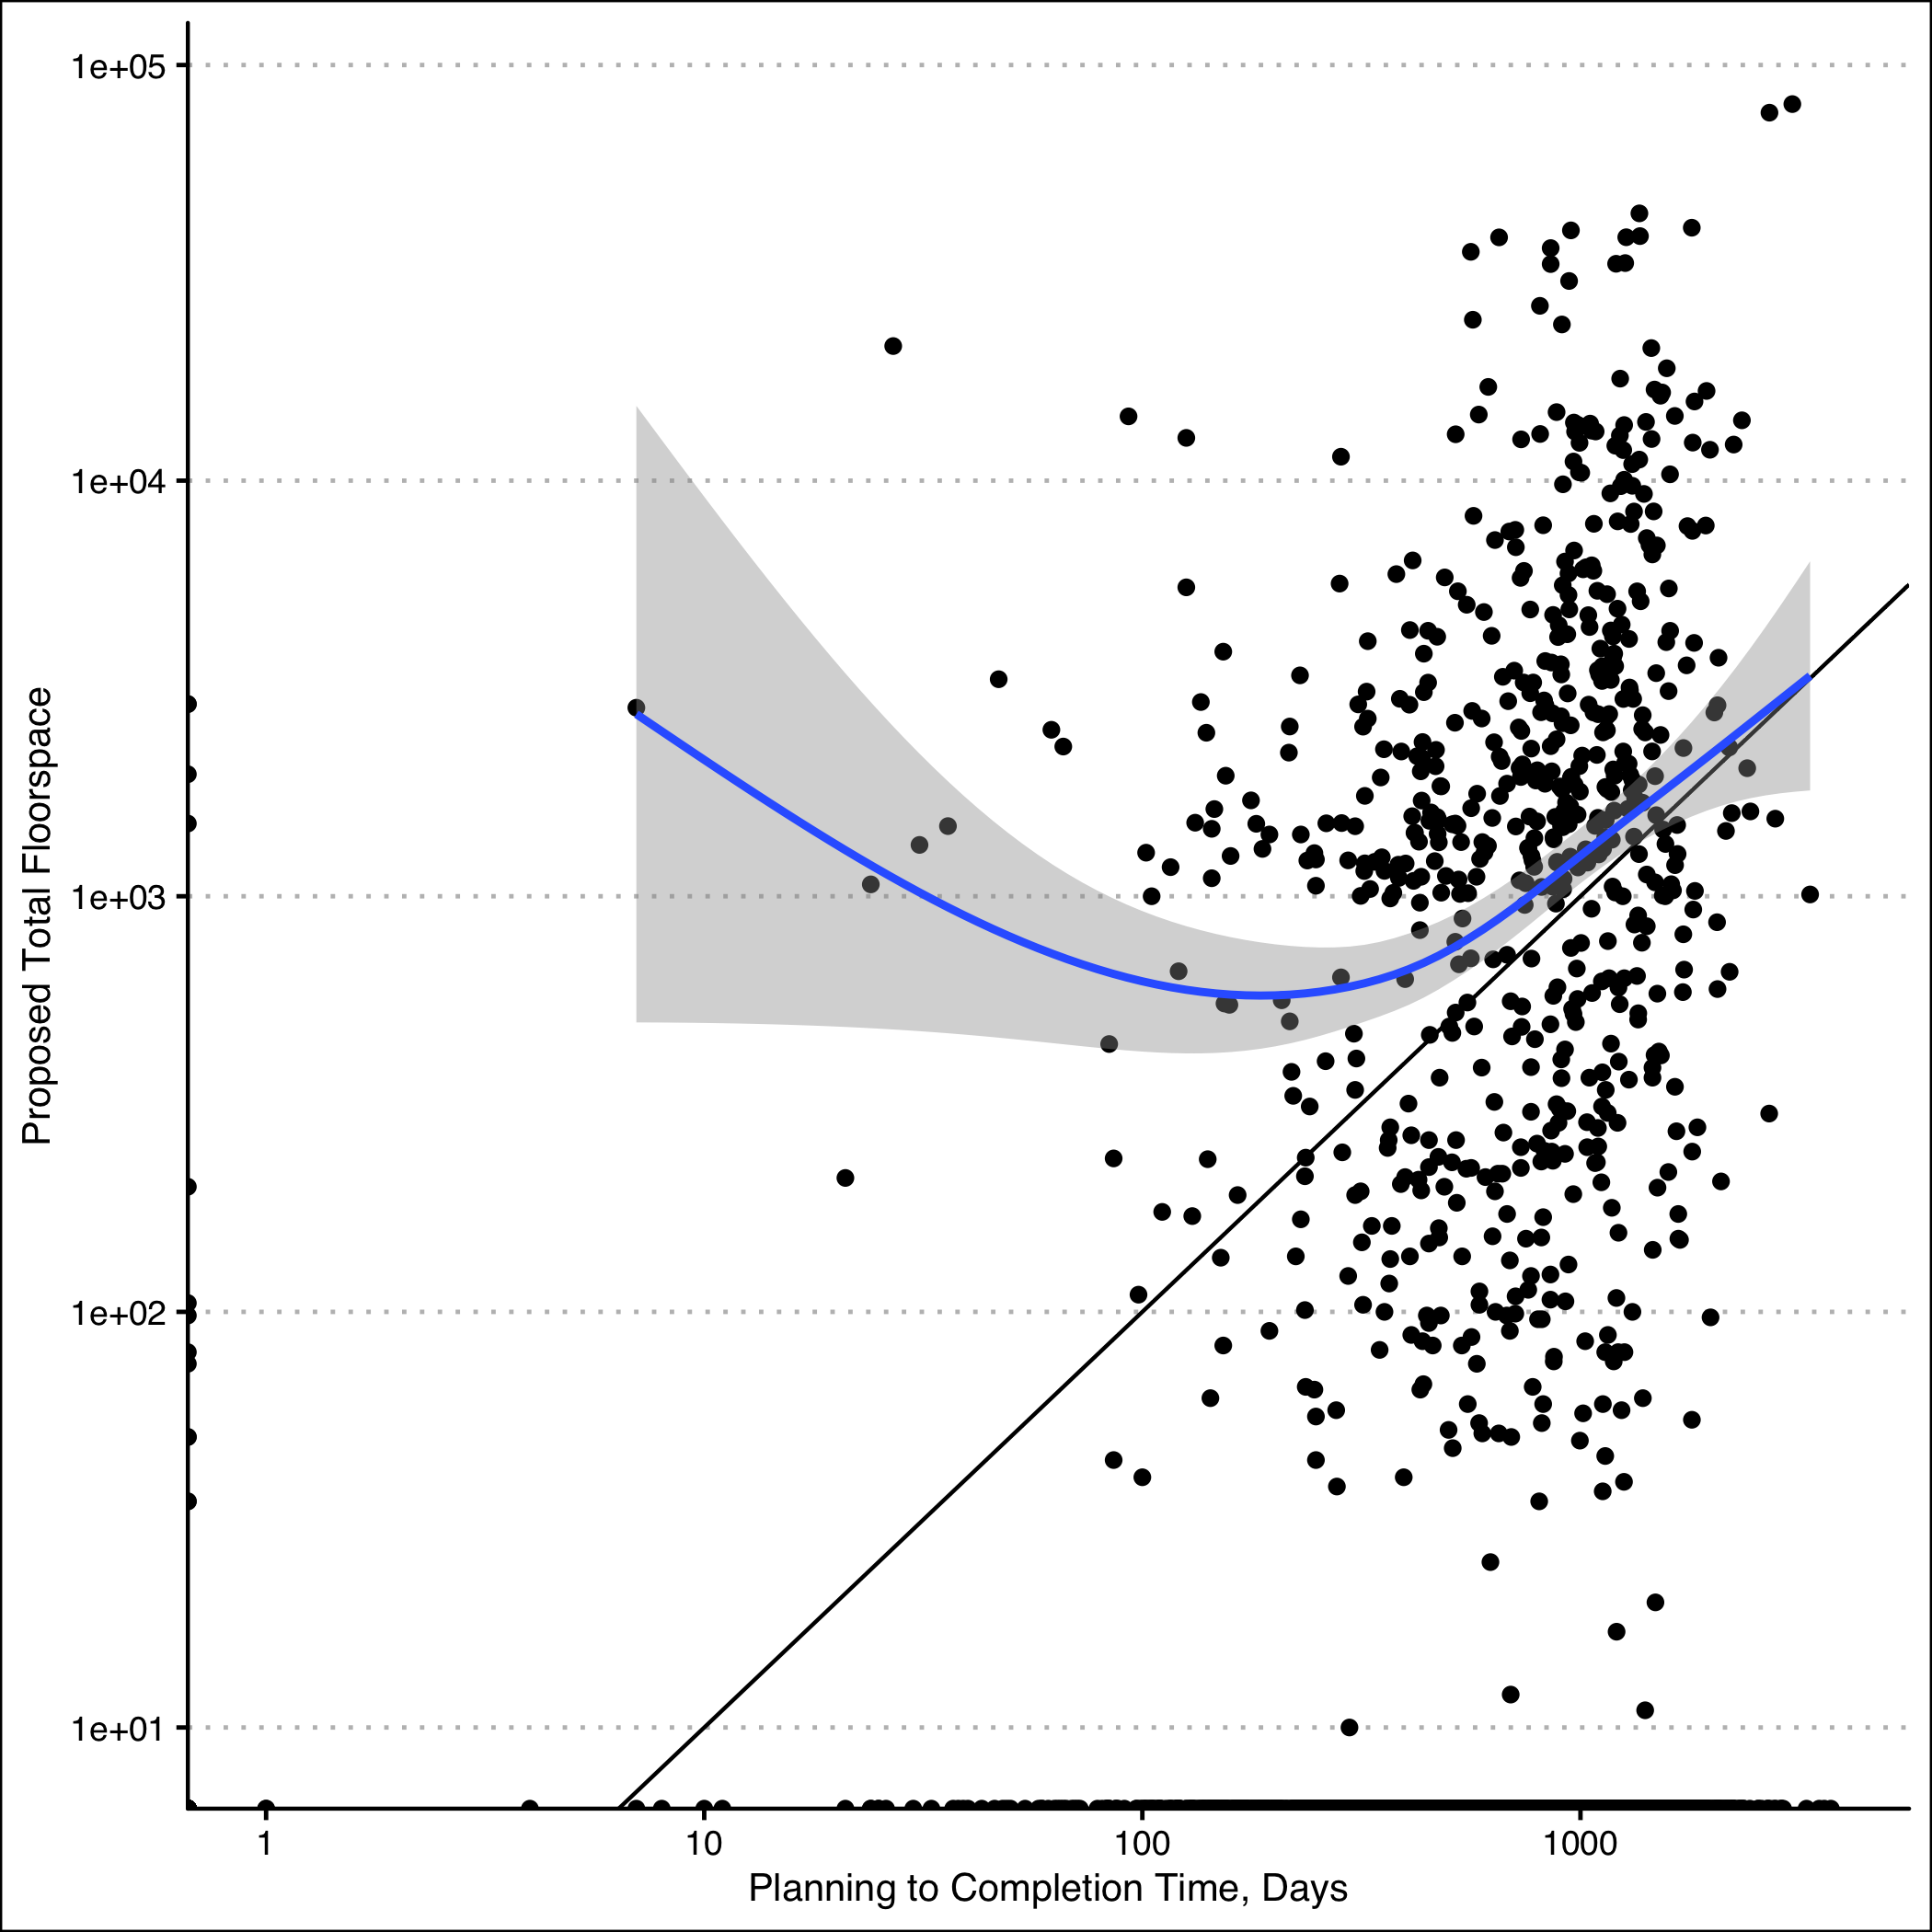 1e+05
1e+04
1e+03
1e+02
1e+01
Proposed Total Floorspace
1 10 100 1000
Planning to Completion Time, Days